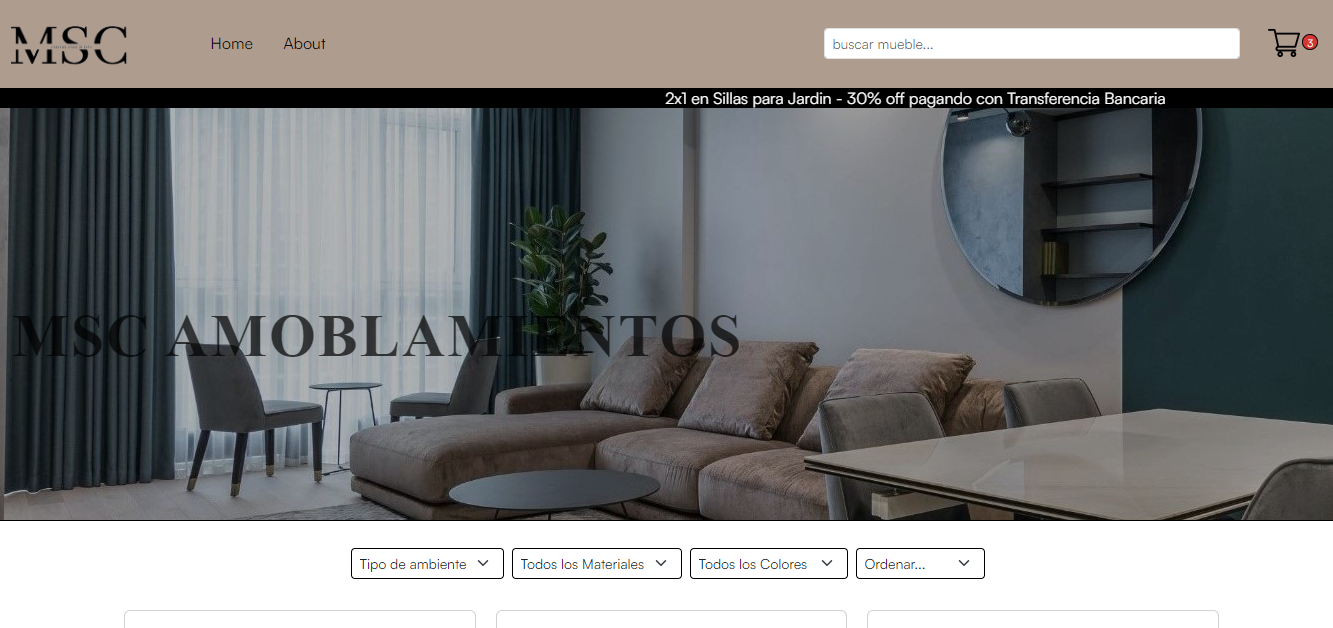 MSC
Home
About
buscar mueble...
3
2x1 en Sillas para Jardin - 30% off pagando con Transferencia Bancaria
MSC AMOBLAMIENTOS
Tipo de ambiente
Todos los Materiales
Todos los Colores
Ordenar...